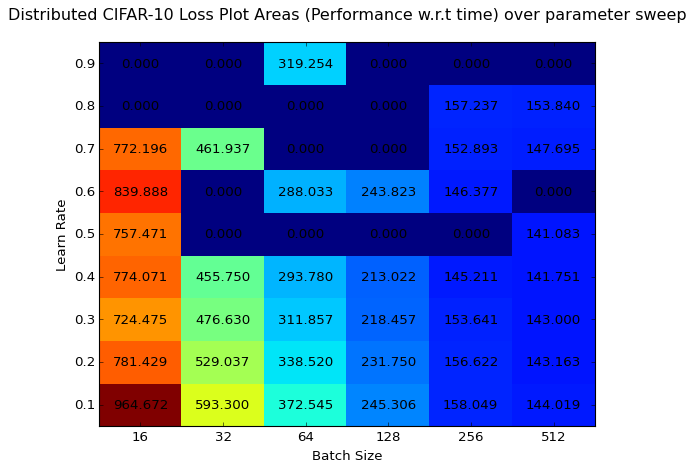 Distributed CIFAR-10 Loss Plot Areas (Performance w.r.t time) over parameter sweep
0.9 0.000 0.000 319.254 0.000 0.000 0.000
0.8 0.000 0.000 0.000 0.000 157.237 153.840
0.7 772.196 461.937 0.000 0.000 152.893 147.695
0.6 839.888 0.000 288.033 243.823 146.377 0.000
Learn Rate
0.5 757.471 0.000 0.000 0.000 0.000 141.083
0.4 774.071 455.750 293.780 213.022 145.211 141.751
0.3 724.475 476.630 311.857 218.457 153.641 143.000
0.2 781.429 529.037 338.520 231.750 156.622 143.163
0.1 964.672 593.300 372.545 245.306 158.049 144.019
16 32 64 128 256 512
Batch Size